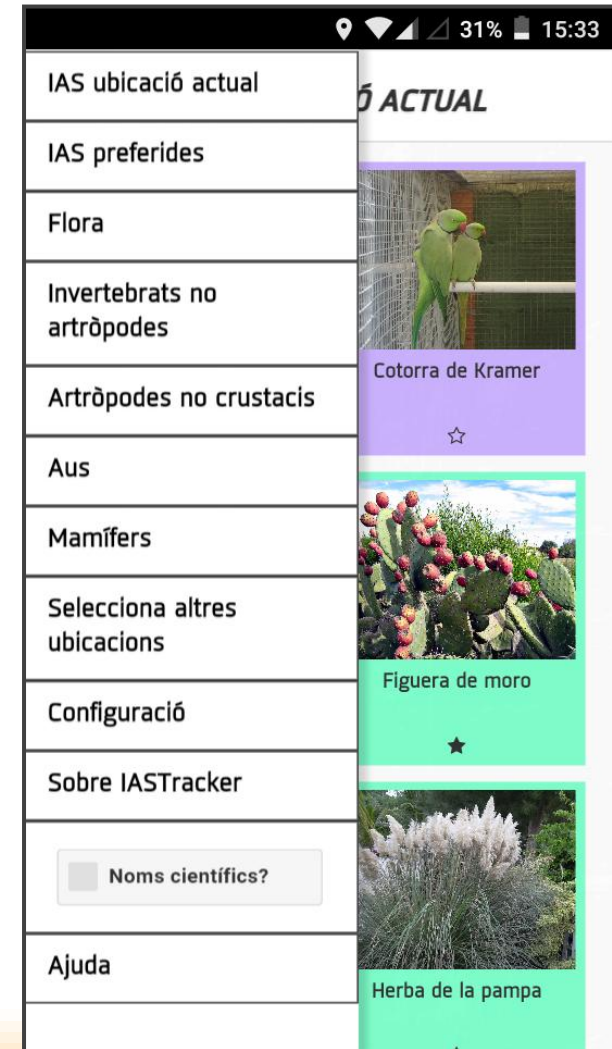 31% 15:33
IAS ubicació actual
Ó ACTUAL
IAS preferides
Flora
Invertebrats no
artròpodes
Artròpodes no crustacis
Aus
Mamífers
Selecciona altres
ubicacions
Configuració
Sobre IASTracker
Noms científics?
Ajuda
Cotorra de Kramer
Figuera de moro
Herba de la pampa